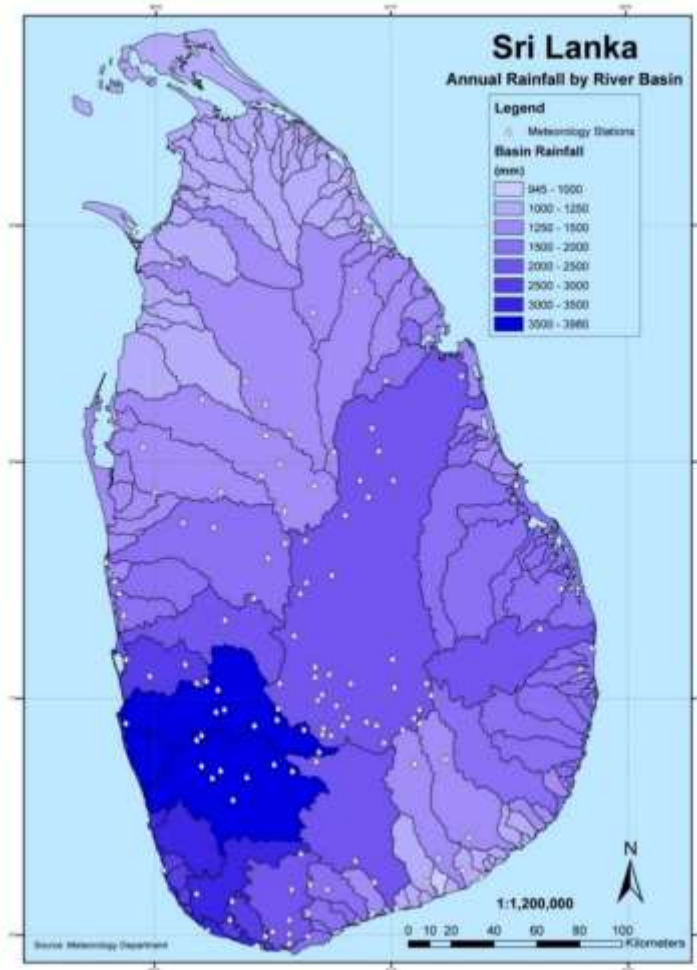 Sri Lanka
Annual Rainfall by River Basin
Legend
Meteorology Stations
Basin Rainfall
(mm)
945 - 1000
1000 - 1250
1250 - 1500
1500 - 2000
2000 - 2500
2500 - 3000
3000 - 3500
3500 - 3980
N
1:1,200,000
0 10 20 40 60 80 100
Kilometers
Source: Meteorology Department